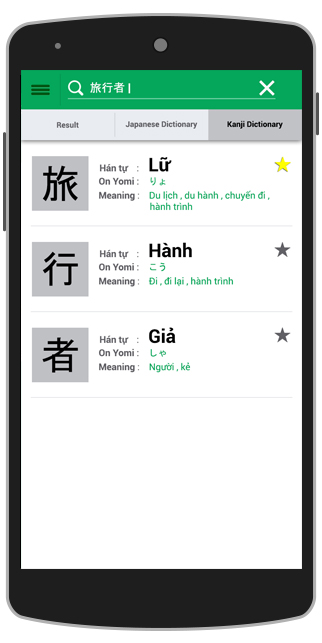 旅行者
Result Japanese Dictionary Kanji Dictionary
旅
Hán tự : Lữ
On Yomi : りょ
Meaning : Du lịch , du hành , chuyến đi ,
hành trình
行
Hán tự : Hành
On Yomi : こう
Meaning : Đi , đi lại , hành trình
者
Hán tự : Giả
On Yomi : しゃ
Meaning : Người , kẻ